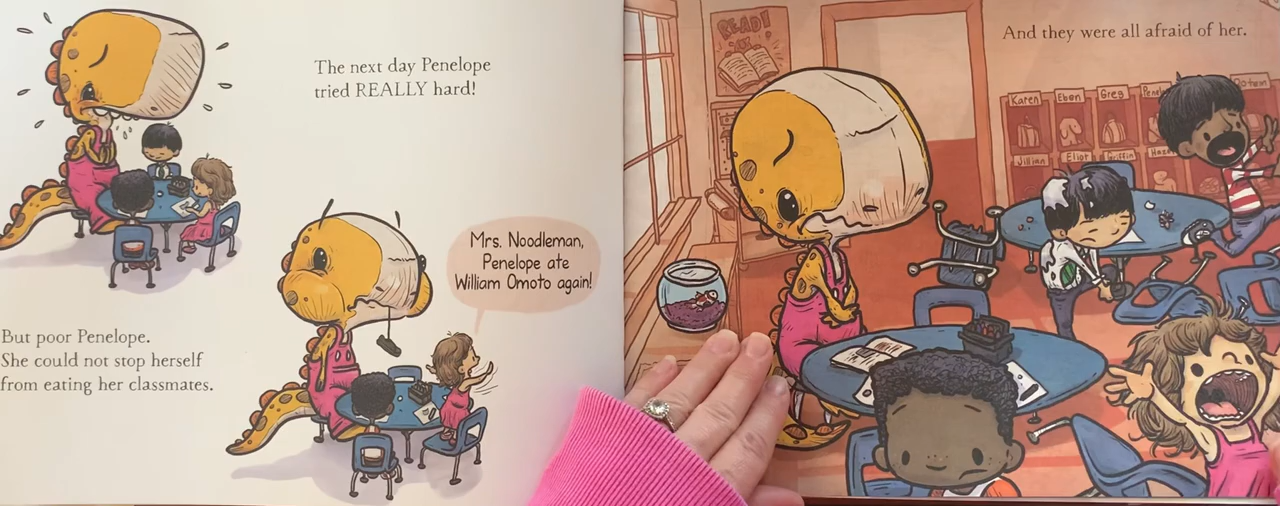 The next day Penelope
tried REALLY hard!
But poor Penelope.
She could not stop herself
from eating her classmates.
Mrs. Noodleman,
Penelope ate
William Omoto again!
And they were all afraid of her.
READ!
Karen
Ebon
Greg
Jillian
Eliot
Griffin